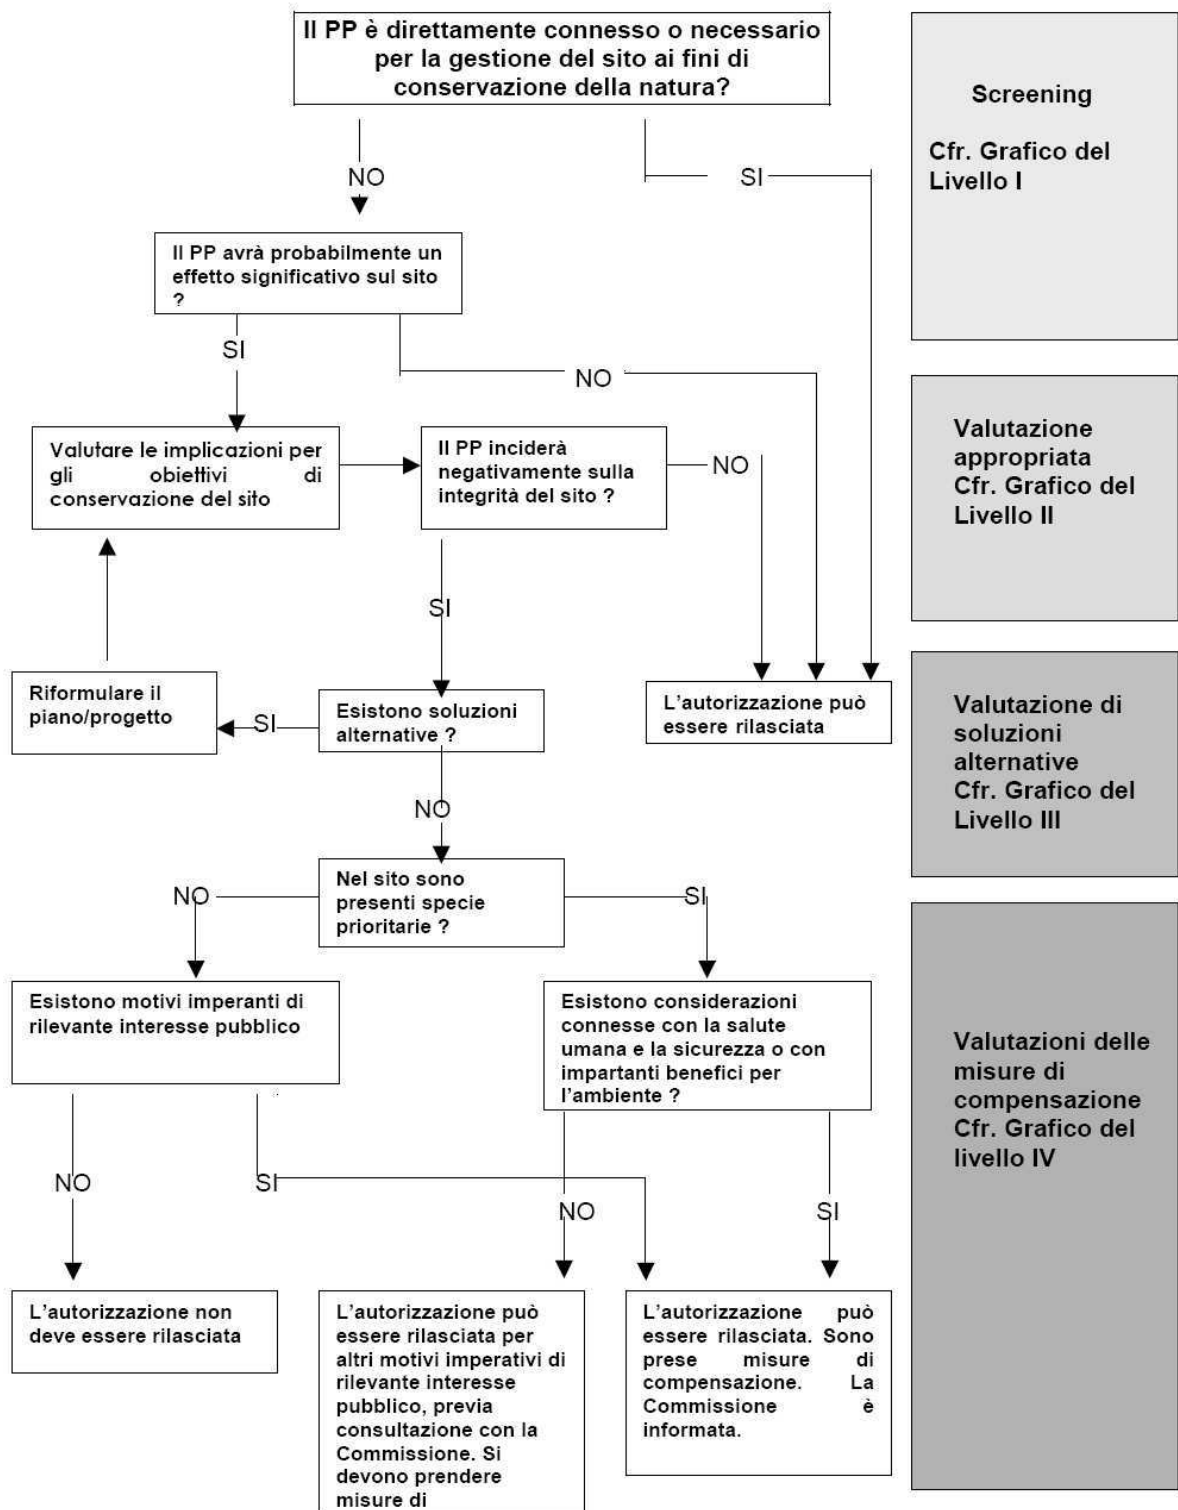 Il PP è direttamente connesso o necessario
per la gestione del sito ai fini di
conservazione della natura?
NO
SI
Il PP avrà probabilmente un
effetto significativo sul sito
?
SI
NO
Valutare le implicazioni per
gli obiettivi di
conservazione del sito
Il PP inciderà
negativamente sulla
integrità del sito ?
NO
SI
Riformulare il
piano/progetto
SI
Esistono soluzioni
alternative ?
L'autorizzazione può
essere rilasciata
NO
Nel sito sono
presenti specie
prioritarie ?
NO
SI
Esistono motivi imperanti di
rilevante interesse pubblico
Esistono considerazioni
connesse con la salute
umana e la sicurezza o con
impartanti benefici per
l'ambiente ?
NO
SI
NO
SI
L'autorizzazione non
deve essere rilasciata
L'autorizzazione può
essere rilasciata per
altri motivi imperativi di
rilevante interesse
pubblico, previa
consultazione con la
Commissione. Si
devono prendere
misure di
L'autorizzazione può
essere rilasciata. Sono
prese misure di
compensazione. La
Commissione è
informata.
Screening
Cfr. Grafico del
Livello I
Valutazione
appropriata
Cfr. Grafico del
Livello II
Valutazione di
soluzioni
alternative
Cfr. Grafico del
Livello III
Valutazioni delle
misure di
compensazione
Cfr. Grafico del
livello IV